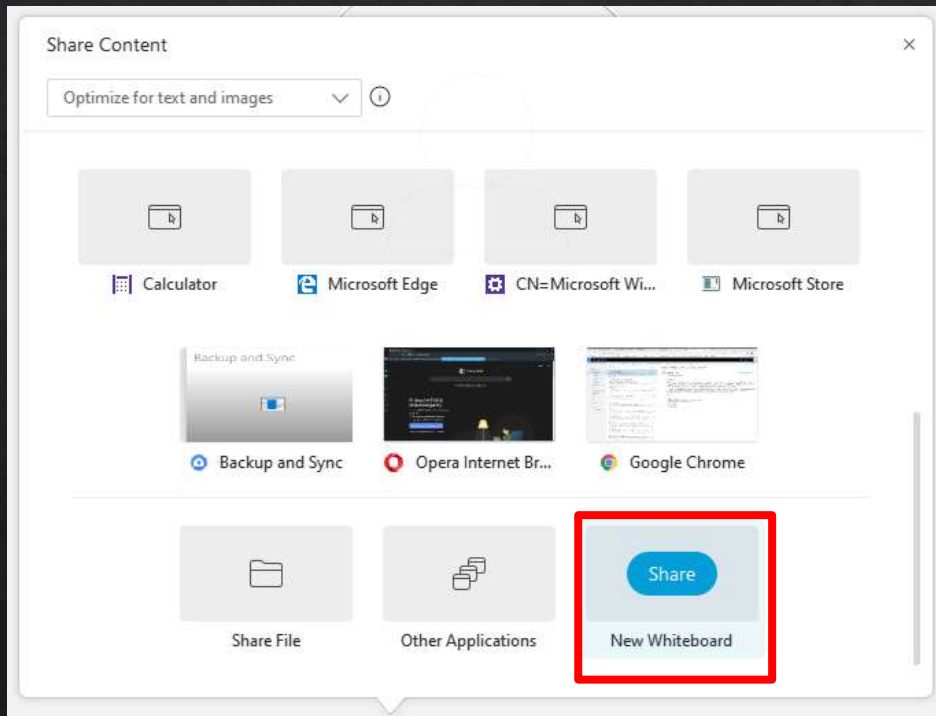 Share Content
Optimize for text and images
Calculator
Microsoft Edge
CN=Microsoft Wi...
Microsoft Store
Backup and Sync
Backup and Sync
Opera Internet Br...
Google Chrome
Share
Share File
Other Applications
New Whiteboard